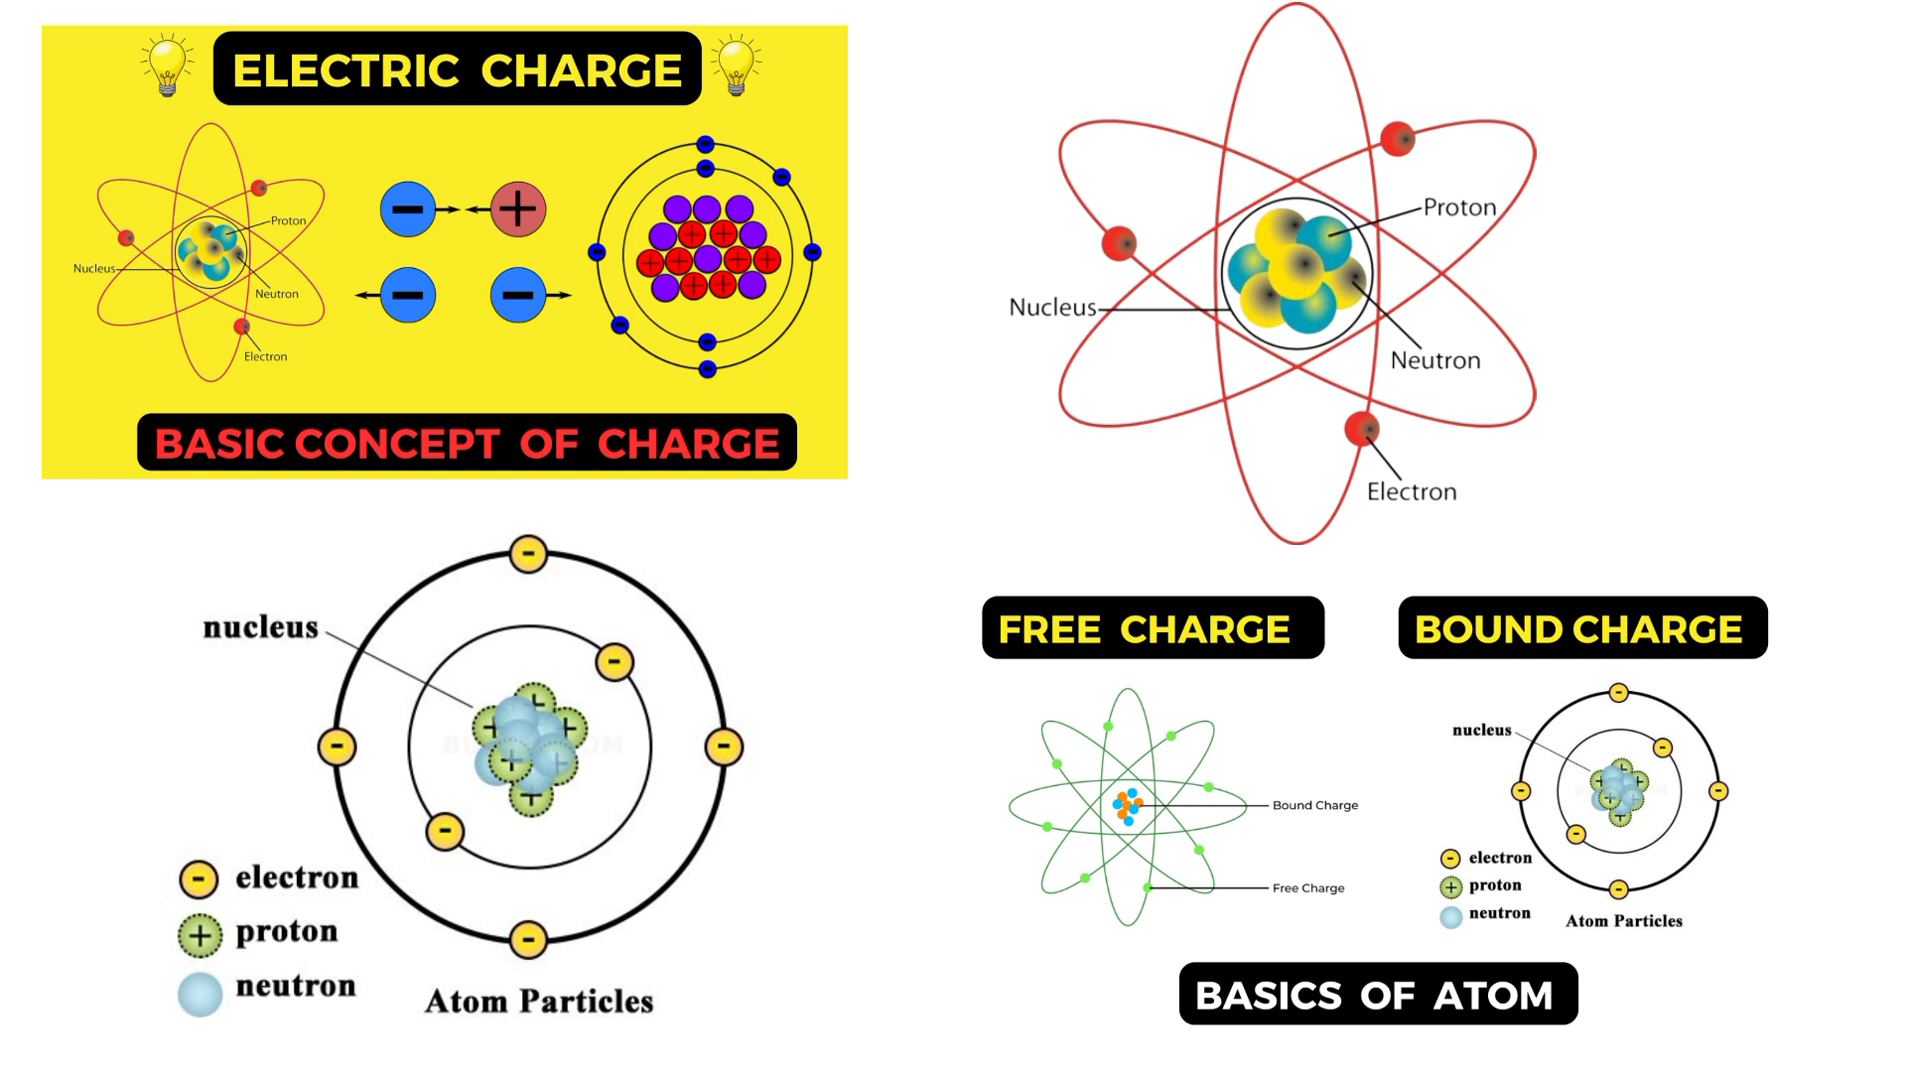 ELECTRIC CHARGE
Proton
Nucleus
Neutron
Electron
- +
- -
+ +
+ + + +
+ +
BASIC CONCEPT OF CHARGE
Proton
Nucleus
Neutron
Electron
nucleus
- electron
+ proton
neutron
Atom Particles
FREE CHARGE
Bound Charge
Free Charge
BOUND CHARGE
nucleus
- electron
+ proton
neutron
Atom Particles
BASICS OF ATOM